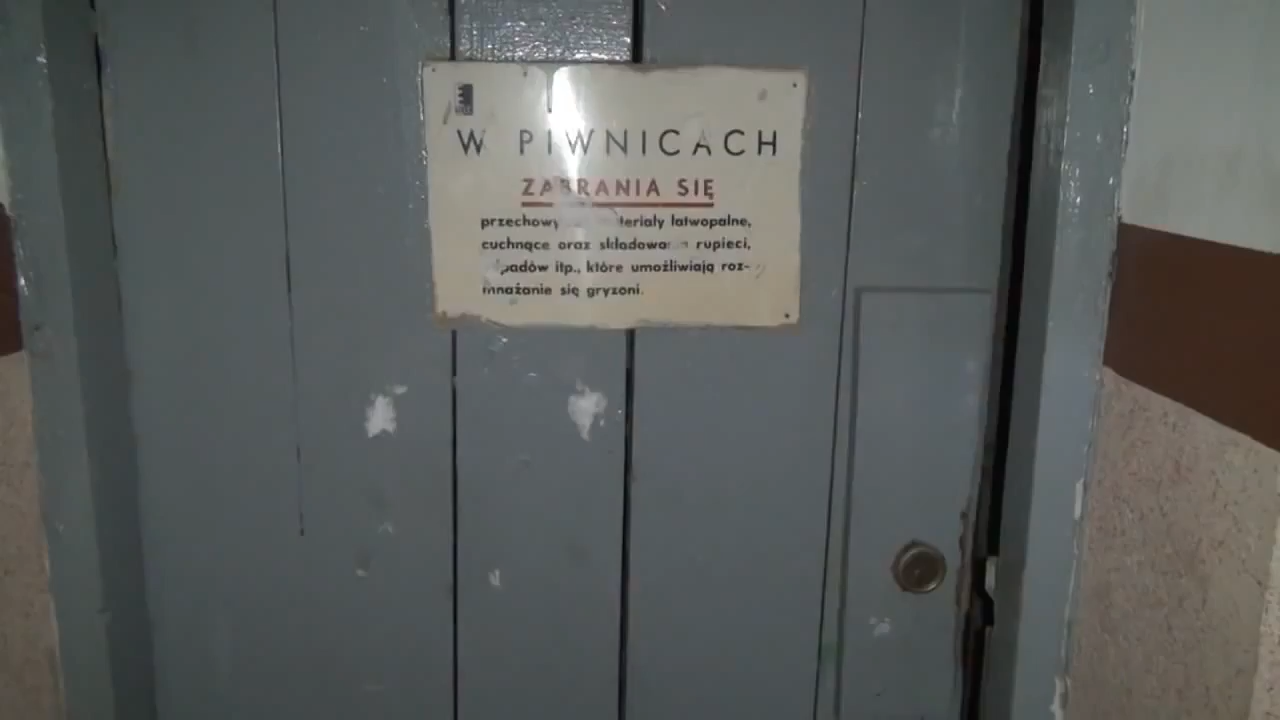 W PIWNICACH
ZABRANIA SIĘ
łatwopalne,
cuchnące oraz rupieci,
itp., które umożliwiają roz-
mnażanie się gryzoni.